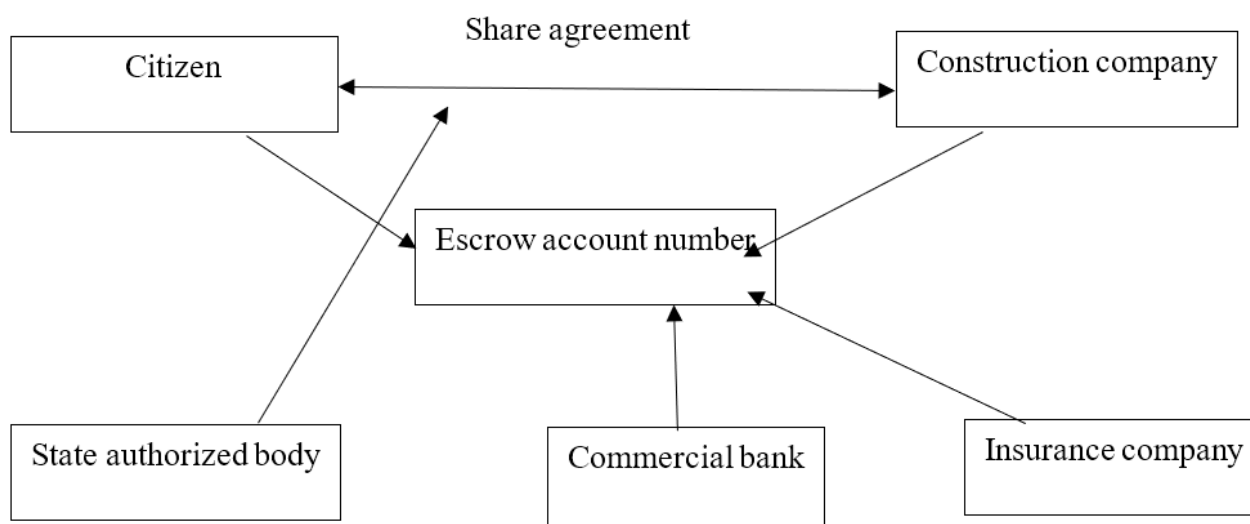 Share agreement
Citizen
Construction company
Escrow account number
State authorized body
Commercial bank
Insurance company